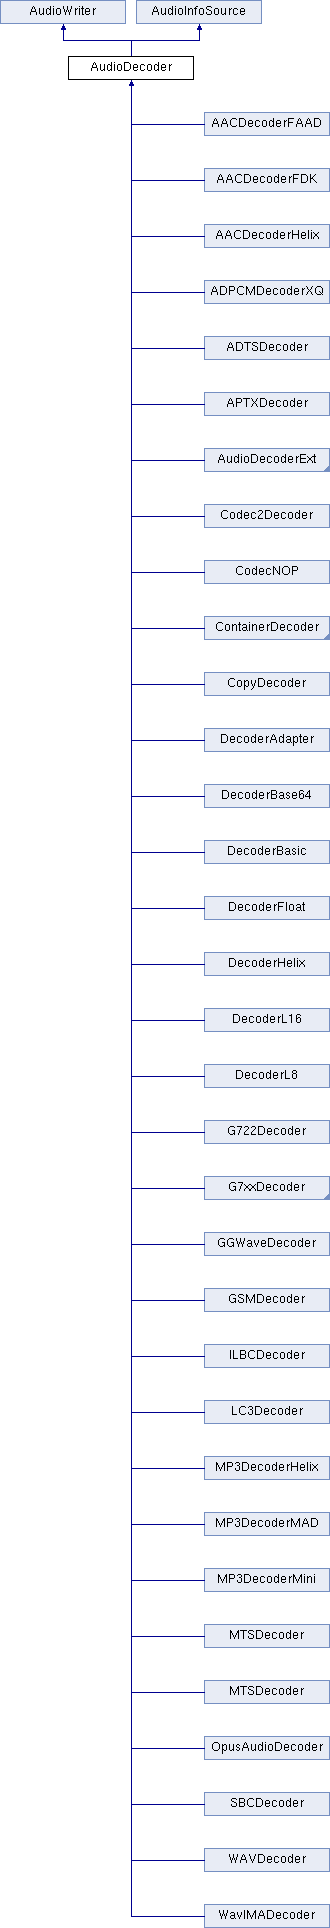 AudioWriter
AudioInfoSource
AudioDecoder
AACDecoderFAAD
AACDecoderFDK
AACDecoderHelix
ADPCMDecoderXQ
ADTSDecoder
APTXDecoder
AudioDecoderExt
Codec2Decoder
CodecNOP
ContainerDecoder
CopyDecoder
DecoderAdapter
DecoderBase64
DecoderBasic
DecoderFloat
DecoderHelix
DecoderL16
DecoderL8
G722Decoder
G7xxDecoder
GGWaveDecoder
GSMDecoder
ILBCDecoder
LC3Decoder
MP3DecoderHelix
MP3DecoderMAD
MP3DecoderMini
MTSDecoder
MTSDecoder
OpusAudioDecoder
SBCDecoder
WAVDecoder
WavIMADecoder